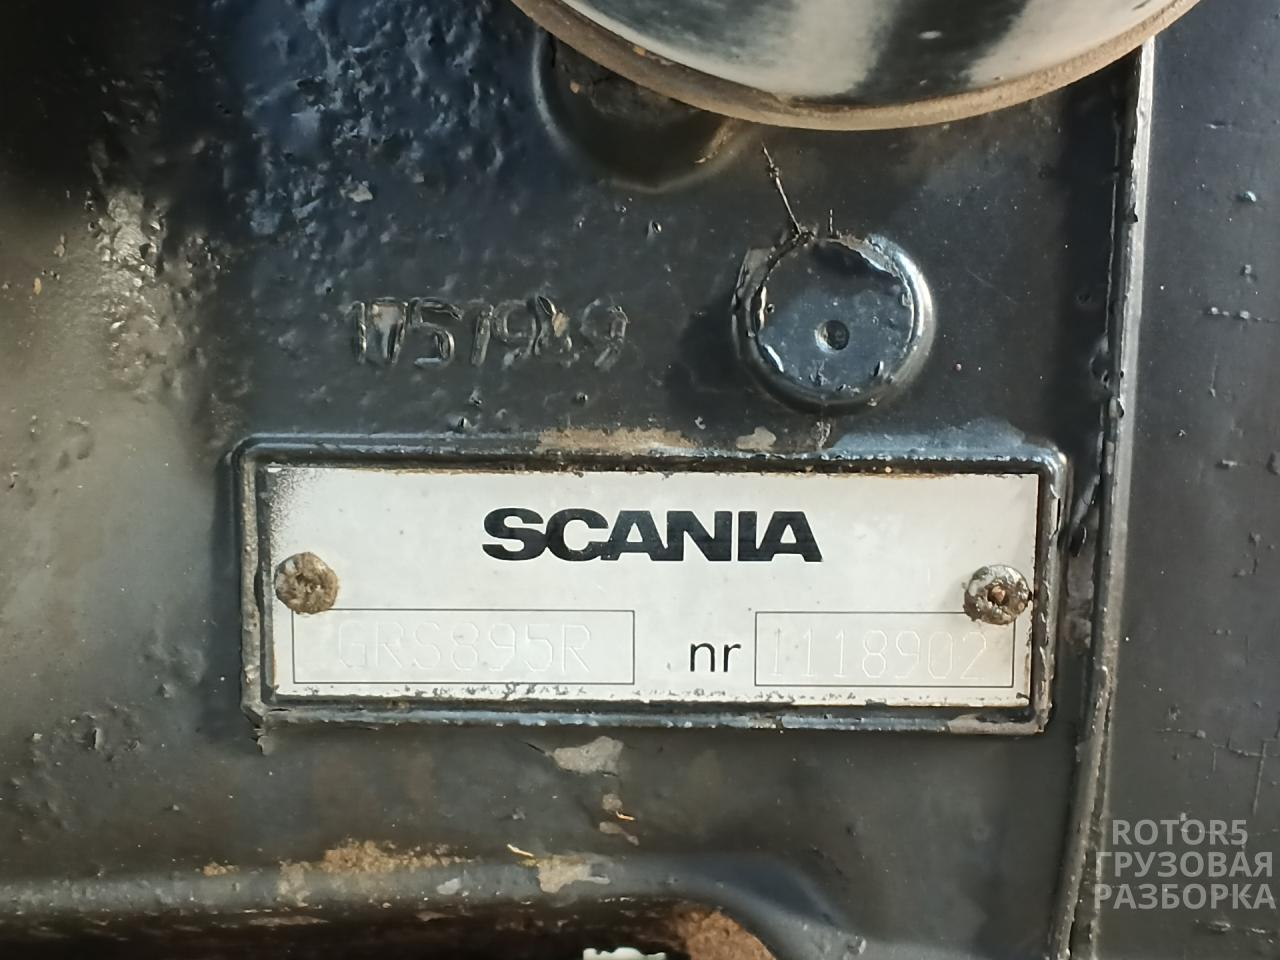 1751949
SCANIA
GRS895R nr 1118902
ROTOR5
ГРУЗОВАЯ
РАЗБОРКА